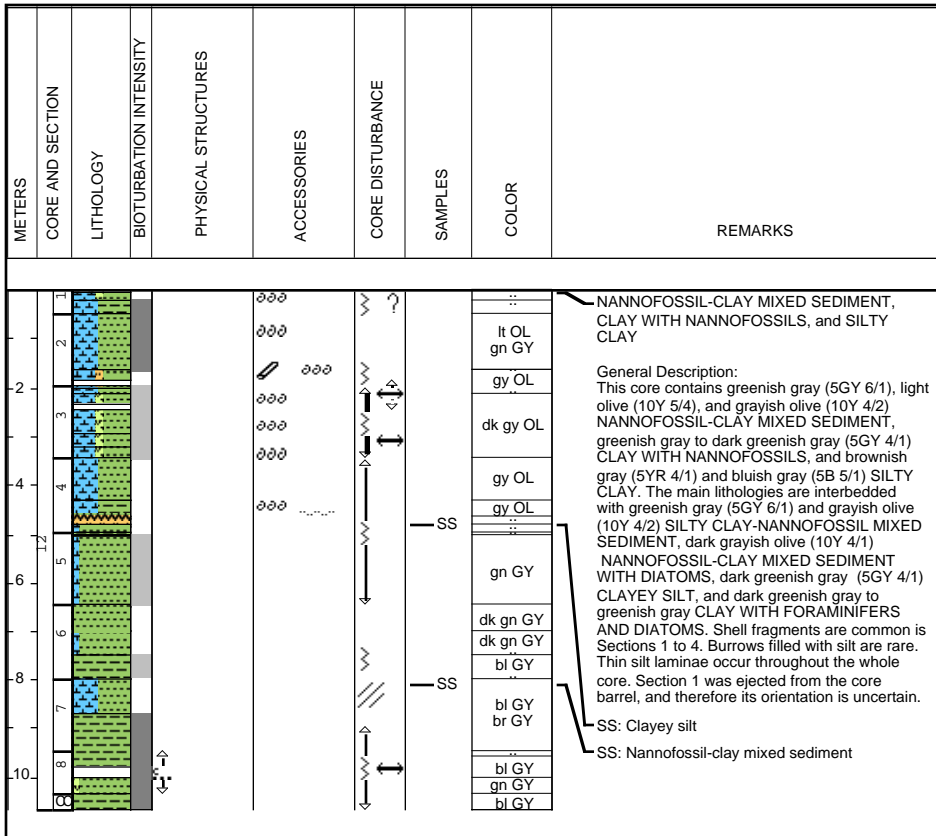 METERS
CORE AND SECTION
LITHOLOGY
BIOTURBATION INTENSITY
PHYSICAL STRUCTURES
ACCESSORIES
CORE DISTURBANCE
SAMPLES
COLOR
REMARKS
2
4
6
8
10
12
1
2
3
4
5
6
7
8
?
SS
SS
lt OL
gn GY
gy OL
dk gy OL
gy OL
gy OL
gn GY
dk gn GY
dk gn GY
bl GY
bl GY
br GY
bl GY
gn GY
bl GY
NANNOFOSSIL-CLAY MIXED SEDIMENT,
CLAY WITH NANNOFOSSILS, and SILTY
CLAY
General Description:
This core contains greenish gray (5GY 6/1), light
olive (10Y 5/4), and grayish olive (10Y 4/2)
NANNOFOSSIL-CLAY MIXED SEDIMENT,
greenish gray to dark greenish gray (5GY 4/1)
CLAY WITH NANNOFOSSILS, and brownish
gray (5YR 4/1) and bluish gray (5B 5/1) SILTY
CLAY. The main lithologies are interbedded
with greenish gray (5GY 6/1) and grayish olive
(10Y 4/2) SILTY CLAY-NANNOFOSSIL MIXED
SEDIMENT, dark grayish olive (10Y 4/1)
NANNOFOSSIL-CLAY MIXED SEDIMENT
WITH DIATOMS, dark greenish gray (5GY 4/1)
CLAYEY SILT, and dark greenish gray to
greenish gray CLAY WITH FORAMINIFERS
AND DIATOMS. Shell fragments are common is
Sections 1 to 4. Burrows filled with silt are rare.
Thin silt laminae occur throughout the whole
core. Section 1 was ejected from the core
barrel, and therefore its orientation is uncertain.
SS: Clayey silt
SS: Nannofossil-clay mixed sediment